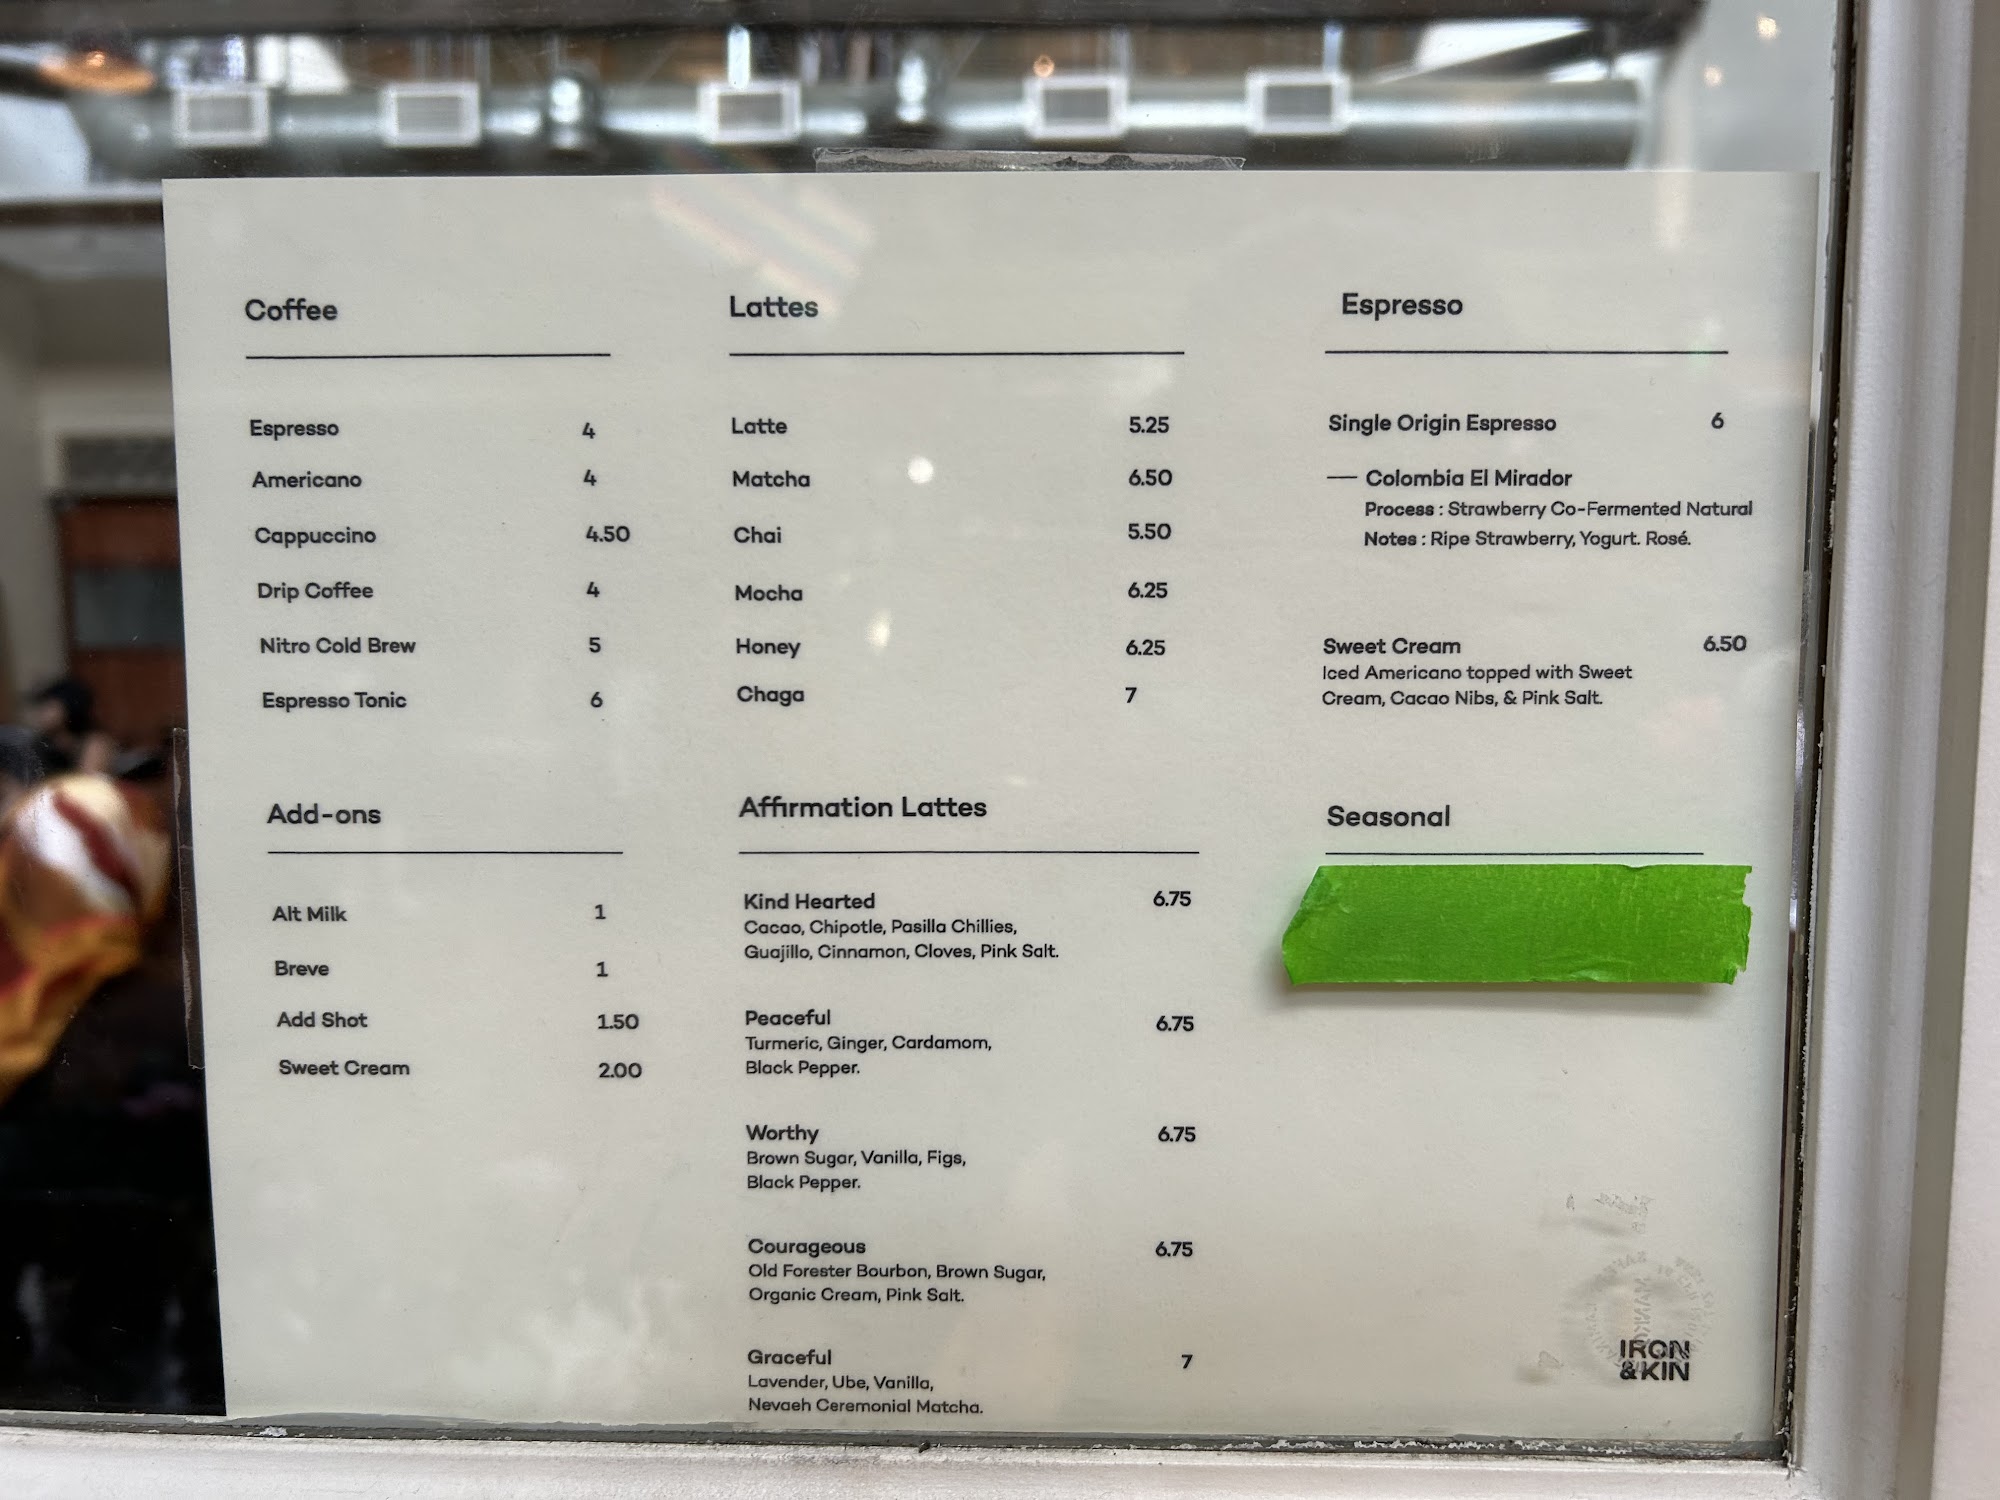 Coffee
Espresso 4
Americano 4
Cappuccino 4.50
Drip Coffee 4
Nitro Cold Brew 5
Espresso Tonic 6
Add-ons
Alt Milk 1
Breve 1
Add Shot 1.50
Sweet Cream 2.00
Lattes
Latte 5.25
Matcha 6.50
Chai 5.50
Mocha 6.25
Honey 6.25
Chaga 7
Affirmation Lattes
Kind Hearted 6.75
Cacao, Chipotle, Pasilla Chillies,
Guajillo, Cinnamon, Cloves, Pink Salt.
Peaceful 6.75
Turmeric, Ginger, Cardamom,
Black Pepper.
Worthy 6.75
Brown Sugar, Vanilla, Figs,
Black Pepper.
Courageous 6.75
Old Forester Bourbon, Brown Sugar,
Organic Cream, Pink Salt.
Graceful 7
Lavender, Ube, Vanilla,
Nevaeh Ceremonial Matcha.
Espresso
Single Origin Espresso 6
— Colombia El Mirador
Process : Strawberry Co-Fermented Natural
Notes : Ripe Strawberry, Yogurt. Rosé.
Sweet Cream 6.50
Iced Americano topped with Sweet
Cream, Cacao Nibs, & Pink Salt.
Seasonal
IRON
& KIN